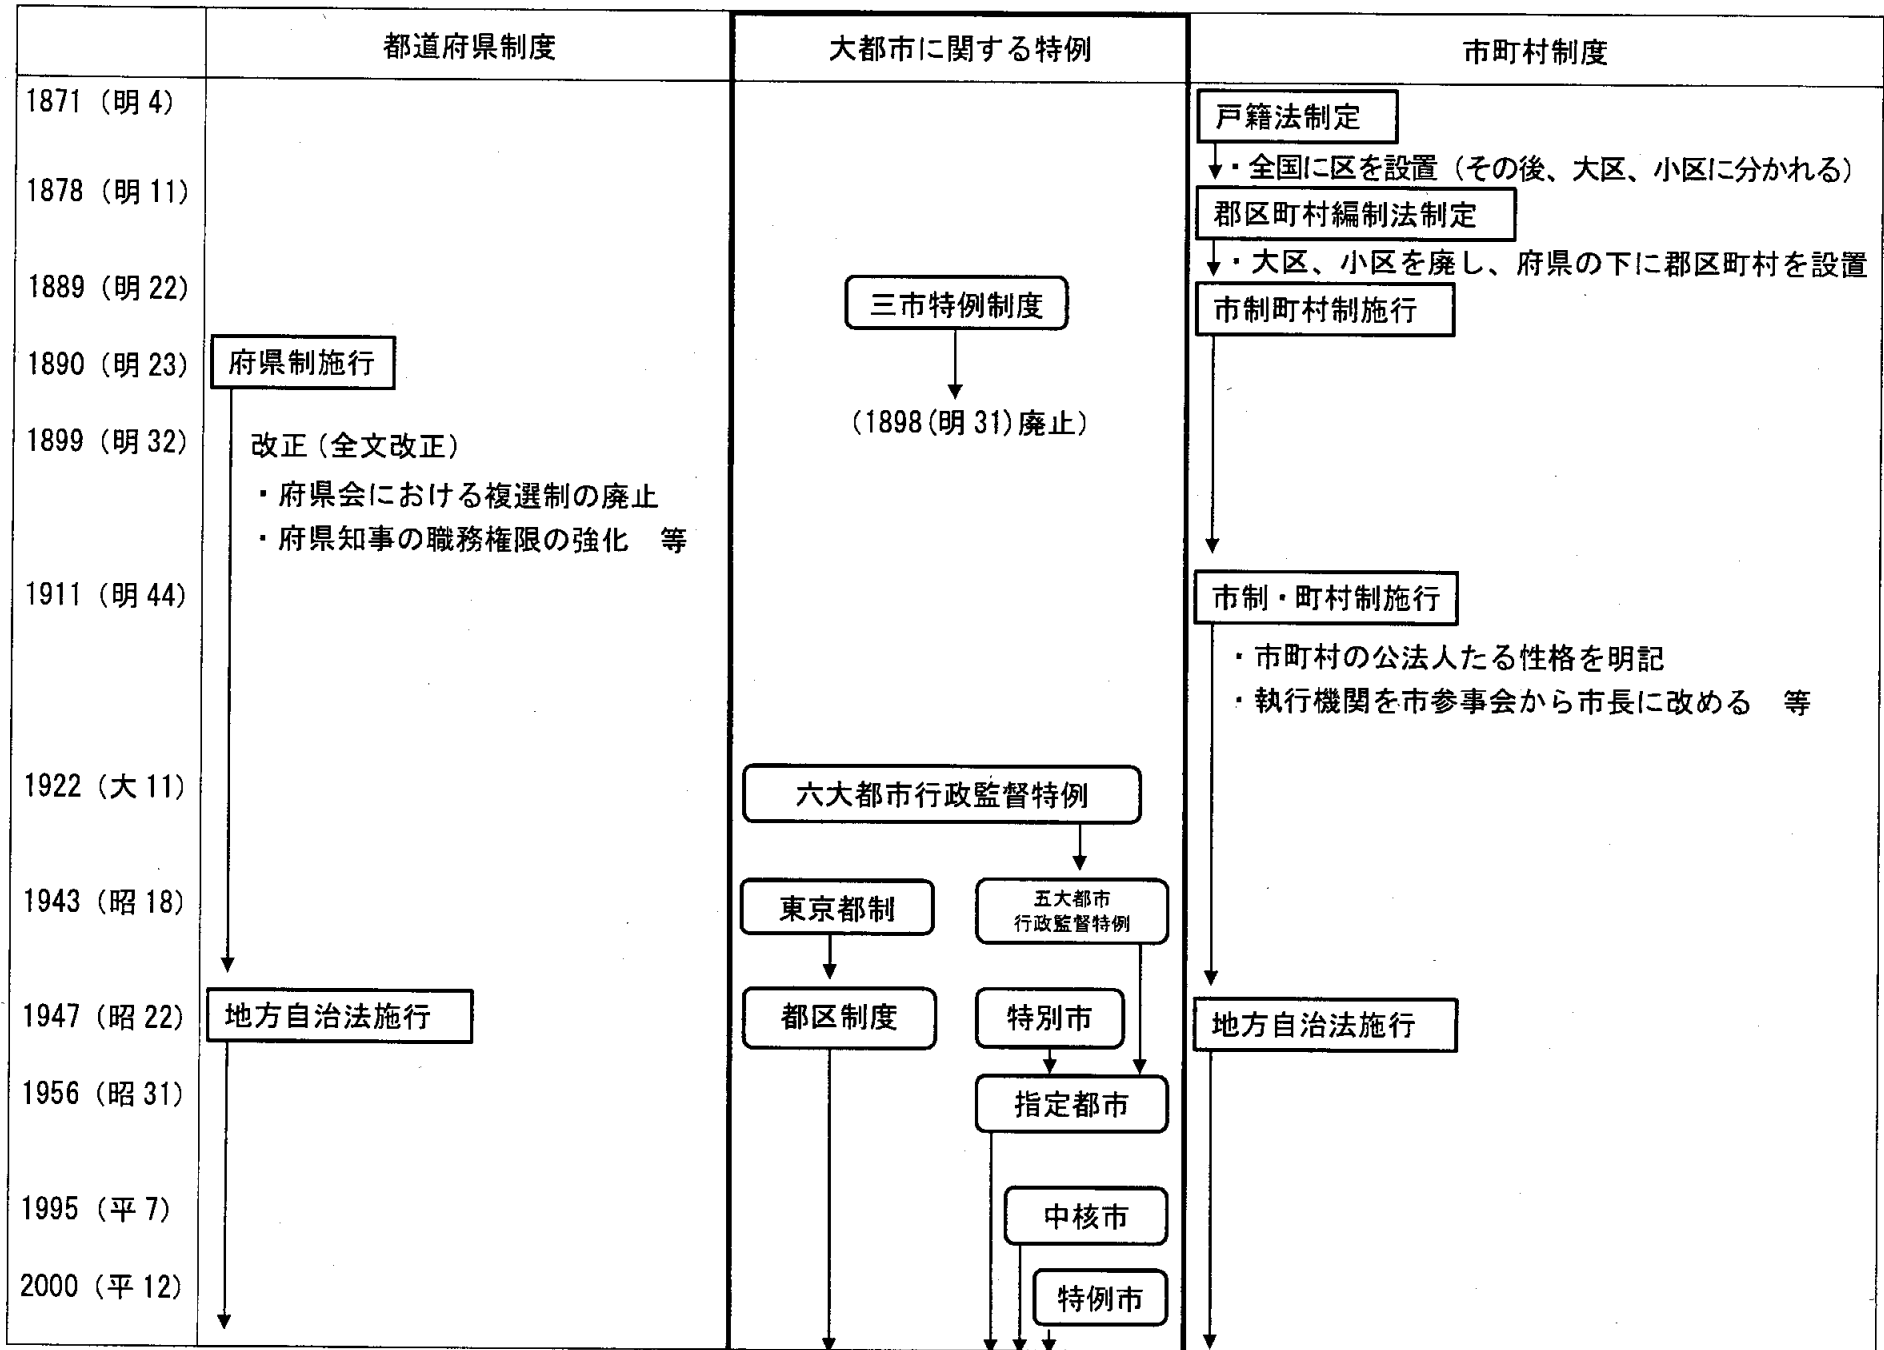 都道府県制度
大都市に関する特例
市町村制度
1871（明 4）
戸籍法制定
・全国に区を設置（その後、大区、小区に分かれる）
1878（明 11）
郡区町村編制法制定
・大区、小区を廃し、府県の下に郡区町村を設置
1889（明 22）
三市特例制度
市制町村制施行
1890（明 23）
府県制施行
（1898（明 31）廃止）
1899（明 32）
改正（全文改正）
・府県会における複選制の廃止
・府県知事の職務権限の強化　等
1911（明 44）
市制・町村制施行
・市町村の公法人たる性格を明記
・執行機関を市参事会から市長に改める　等
1922（大 11）
六大都市行政監督特例
1943（昭 18）
東京都制
五大都市
行政監督特例
1947（昭 22）
地方自治法施行
都区制度
特別市
地方自治法施行
1956（昭 31）
指定都市
1995（平 7）
中核市
2000（平 12）
特例市